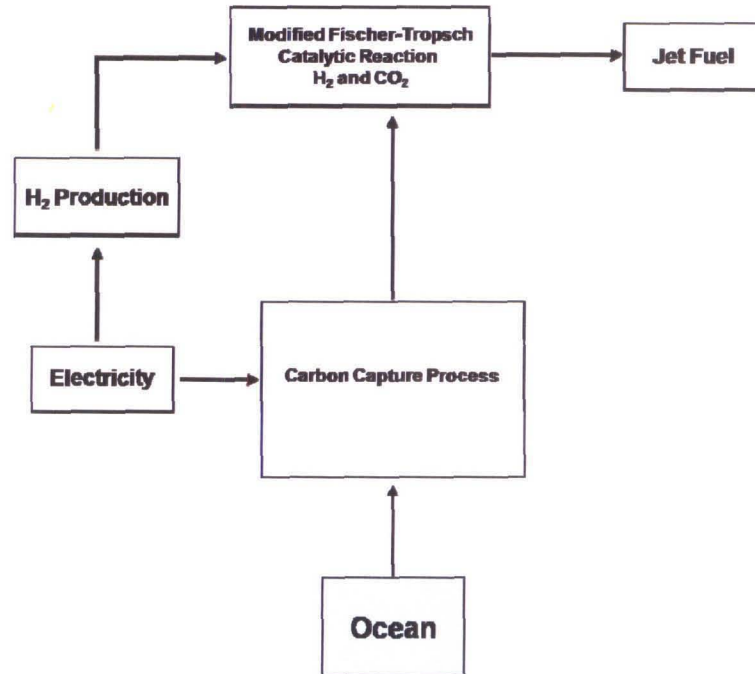 Modified Fischer-Tropsch
Catalytic Reaction
H₂ and CO₂
Jet Fuel
H₂ Production
Electricity
Carbon Capture Process
Ocean